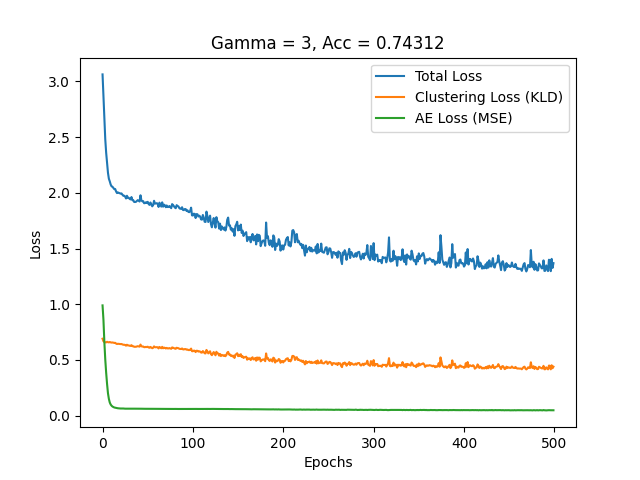 Gamma = 3, Acc = 0.74312
Total Loss
Clustering Loss (KLD)
AE Loss (MSE)
Loss
3.0
2.5
2.0
1.5
1.0
0.5
0.0
0 100 200 300 400 500
Epochs